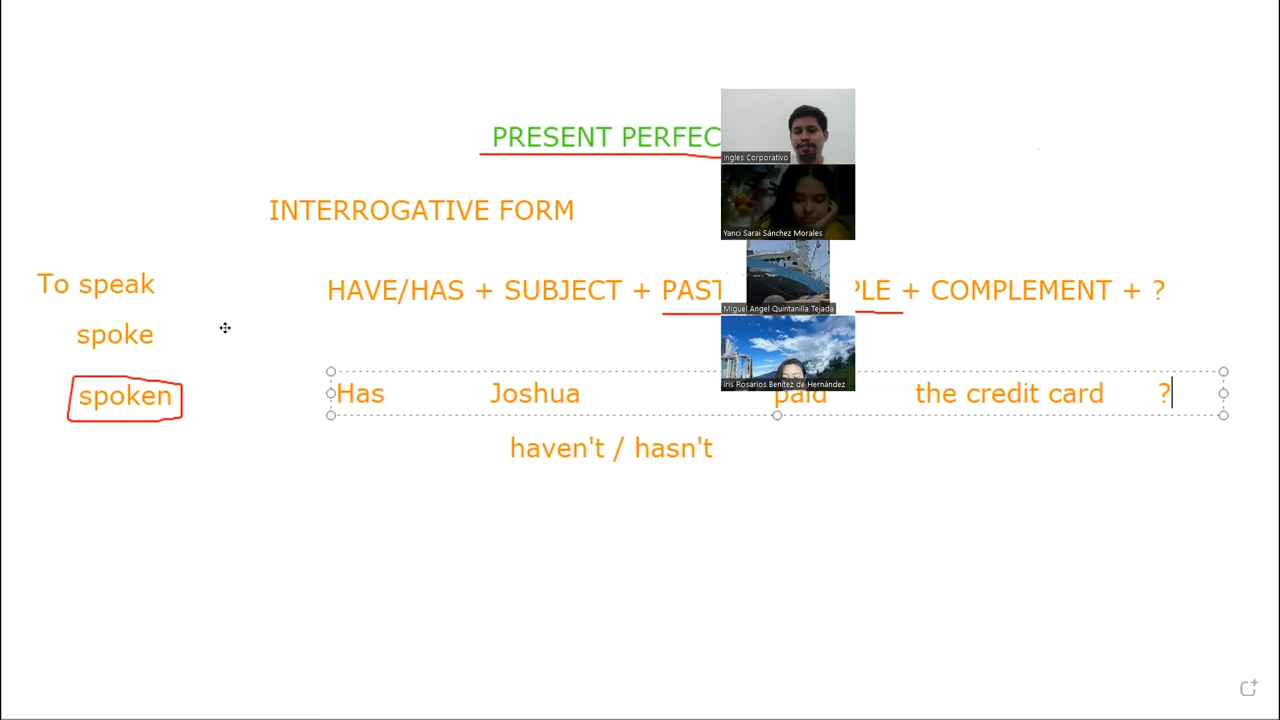 PRESENT PERFEC
Ingles Corporativo
Yanci Sarai Sánchez Morales
INTERROGATIVE FORM
To speak
HAVE/HAS + SUBJECT + PAST PLE + COMPLEMENT + ?
Miguel Angel Quintanilla Tejada
spoke
Iris Rosarios Benítez de Hernández
spoken
Has Joshua paid the credit card ?
haven't / hasn't